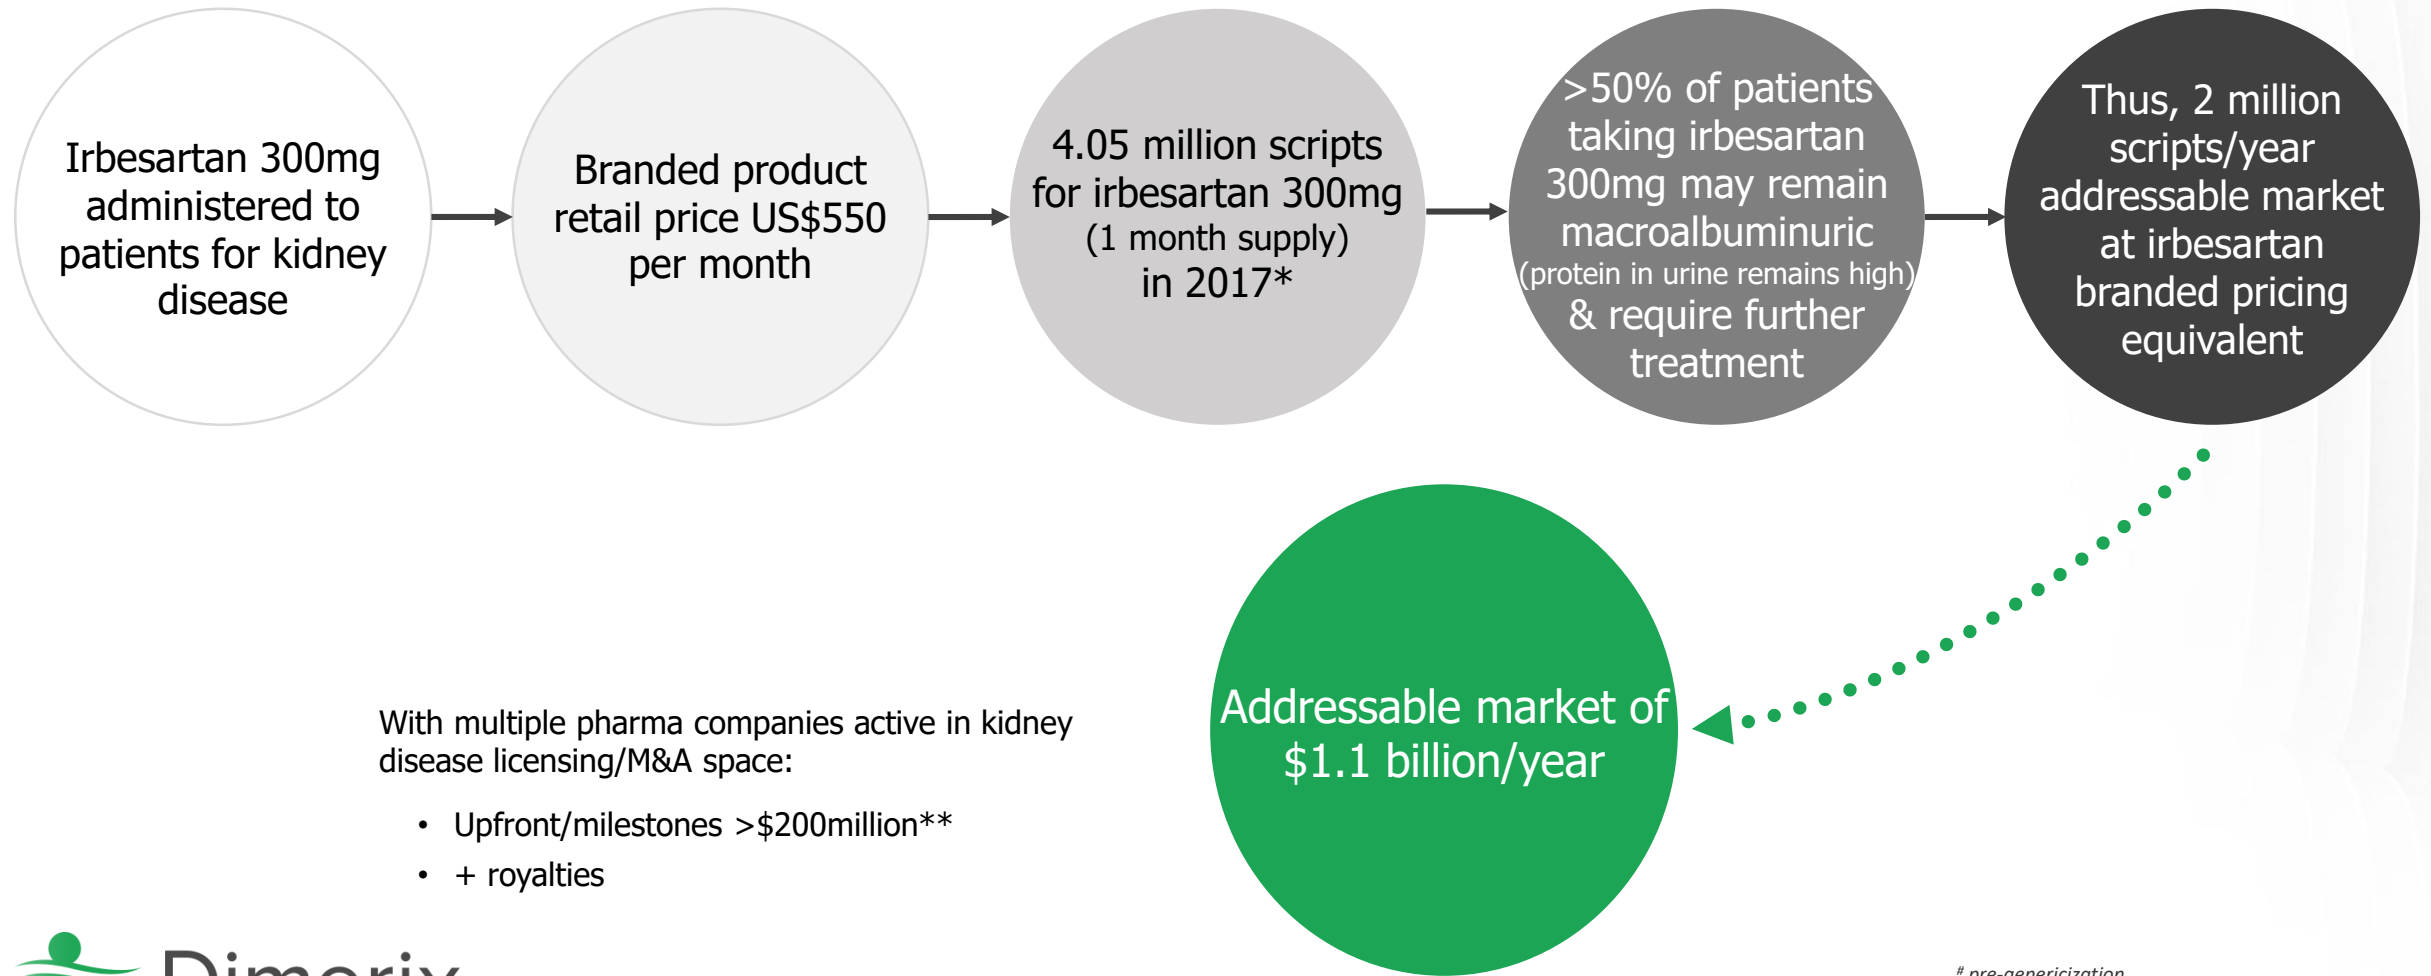 Irbesartan 300mg
administered to
patients for kidney
disease
Branded product
retail price US$550
per month
4.05 million scripts
for irbesartan 300mg
(1 month supply)
in 2017*
>50% of patients
taking irbesartan
300mg may remain
macroalbuminuric
(protein in urine remains high)
& require further
treatment
Thus, 2 million
scripts/year
addressable market
at irbesartan
branded pricing
equivalent
Addressable market of
$1.1 billion/year
With multiple pharma companies active in kidney
disease licensing/M&A space:
• Upfront/milestones >$200million**
• + royalties
Dimerix
# pre-genericization